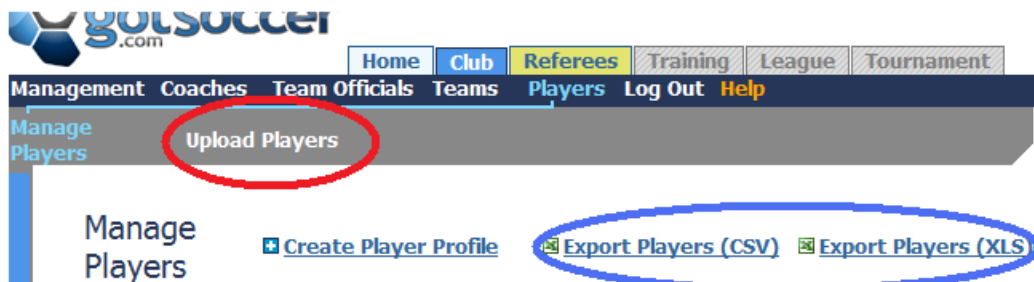 gotsoccer
.com
Home Club Referees Training League Tournament
Management Coaches Team Officials Teams Players Log Out Help
Manage
Players
Upload Players
Manage
Players
Create Player Profile Export Players (CSV) Export Players (XLS)